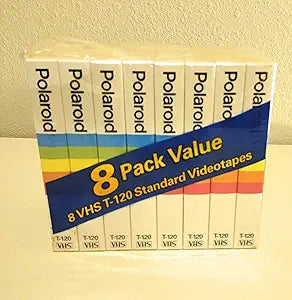 Polaroid Polaroid Polaroid Polaroid Polaroid Polaroid Polaroid Polaroid
8 Pack Value
8 VHS T-120 Standard Videotapes
T-120 T-120 T-120 T-120 T-120 T-120 T-120 T-120
VHS VHS VHS VHS VHS VHS VHS VHS